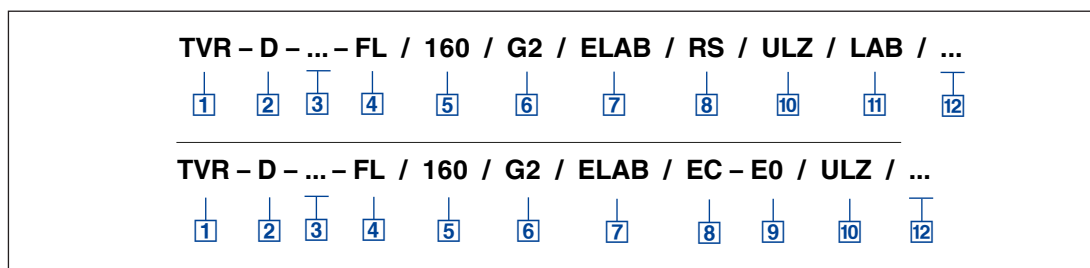 TVR – D – ... – FL / 160 / G2 / ELAB / RS / ULZ / LAB / ...
1 2 3 4 5 6 7 8 10 11 12
TVR – D – ... – FL / 160 / G2 / ELAB / EC – E0 / ULZ / ...
1 2 3 4 5 6 7 8 9 10 12